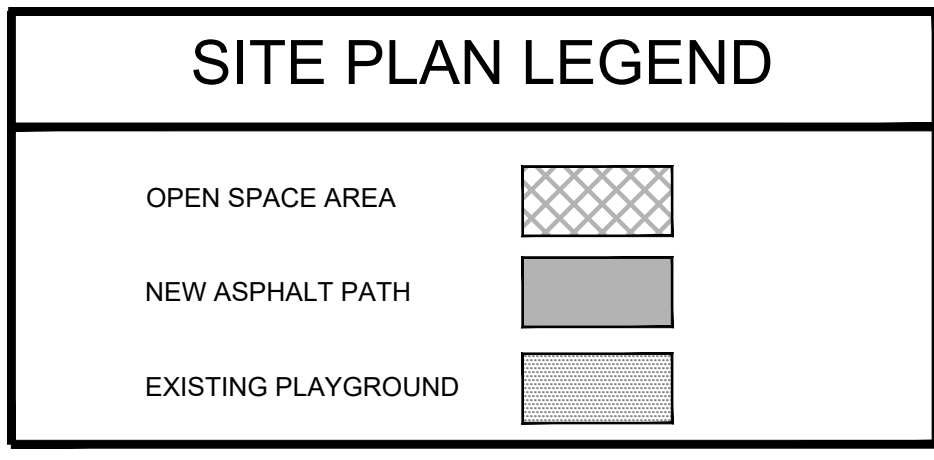 SITE PLAN LEGEND
OPEN SPACE AREA
NEW ASPHALT PATH
EXISTING PLAYGROUND